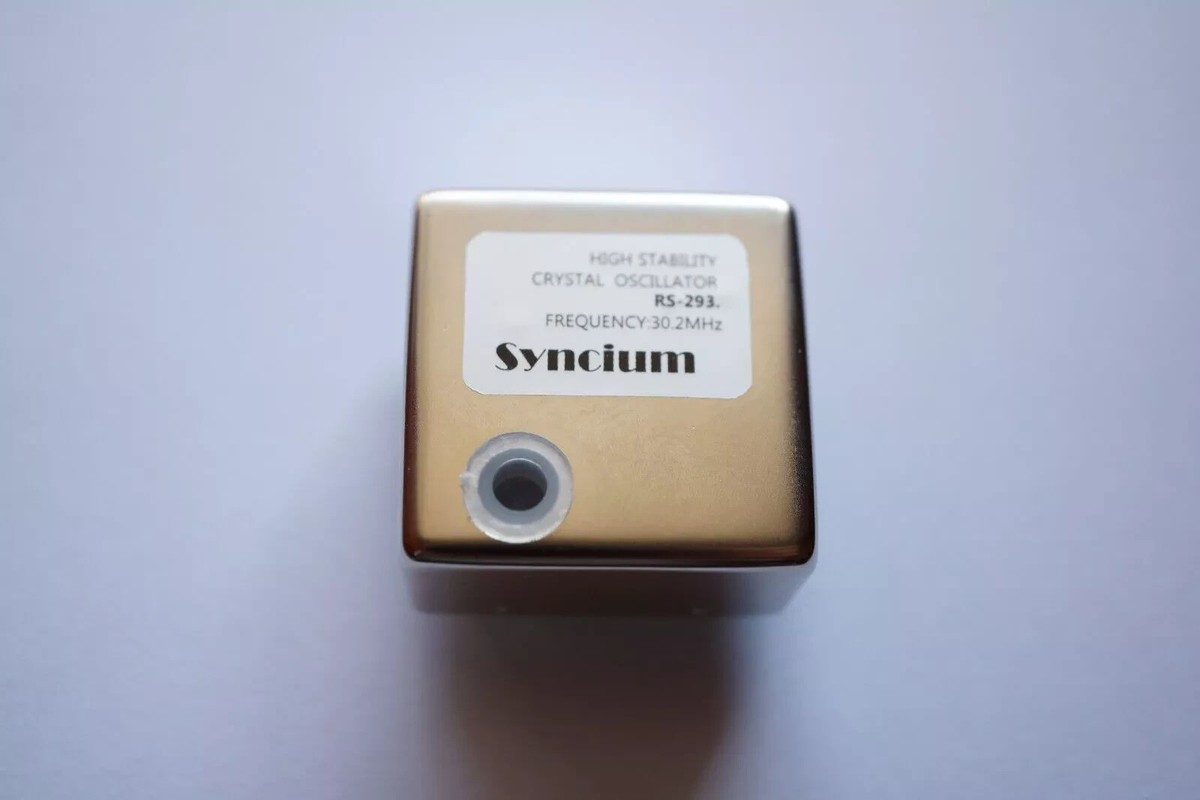 HIGH STABILITY
CRYSTAL OSCILLATOR
RS-293.
FREQUENCY:30.2MHz
Syncium